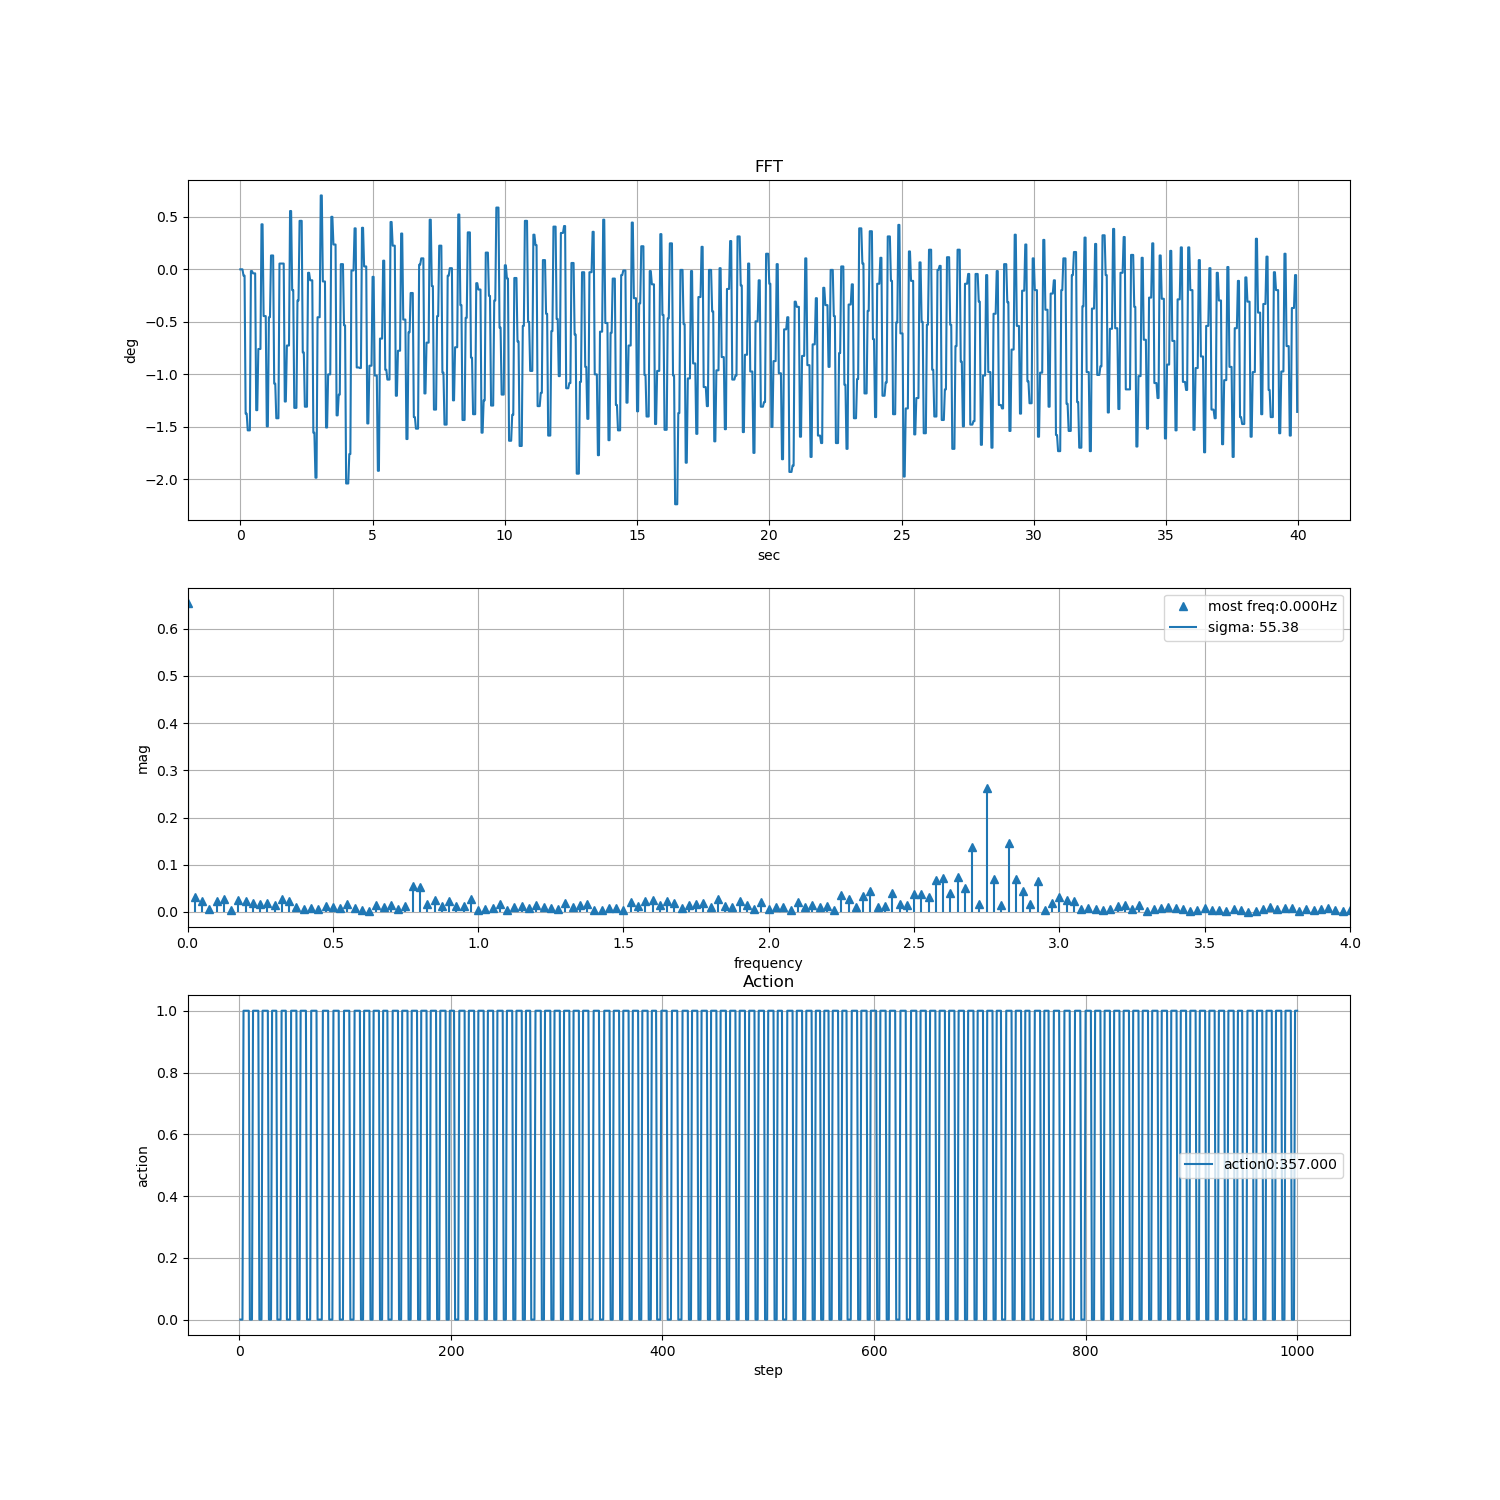 FFT
0.5
0.0
−0.5
−1.0
−1.5
−2.0
deg
0 5 10 15 20 25 30 35 40
sec
most freq:0.000Hz
sigma: 55.38
0.6
0.5
0.4
0.3
0.2
0.1
0.0
mag
0.0 0.5 1.0 1.5 2.0 2.5 3.0 3.5 4.0
frequency
Action
1.0
0.8
0.6
0.4
0.2
0.0
action
action0:357.000
0 200 400 600 800 1000
step